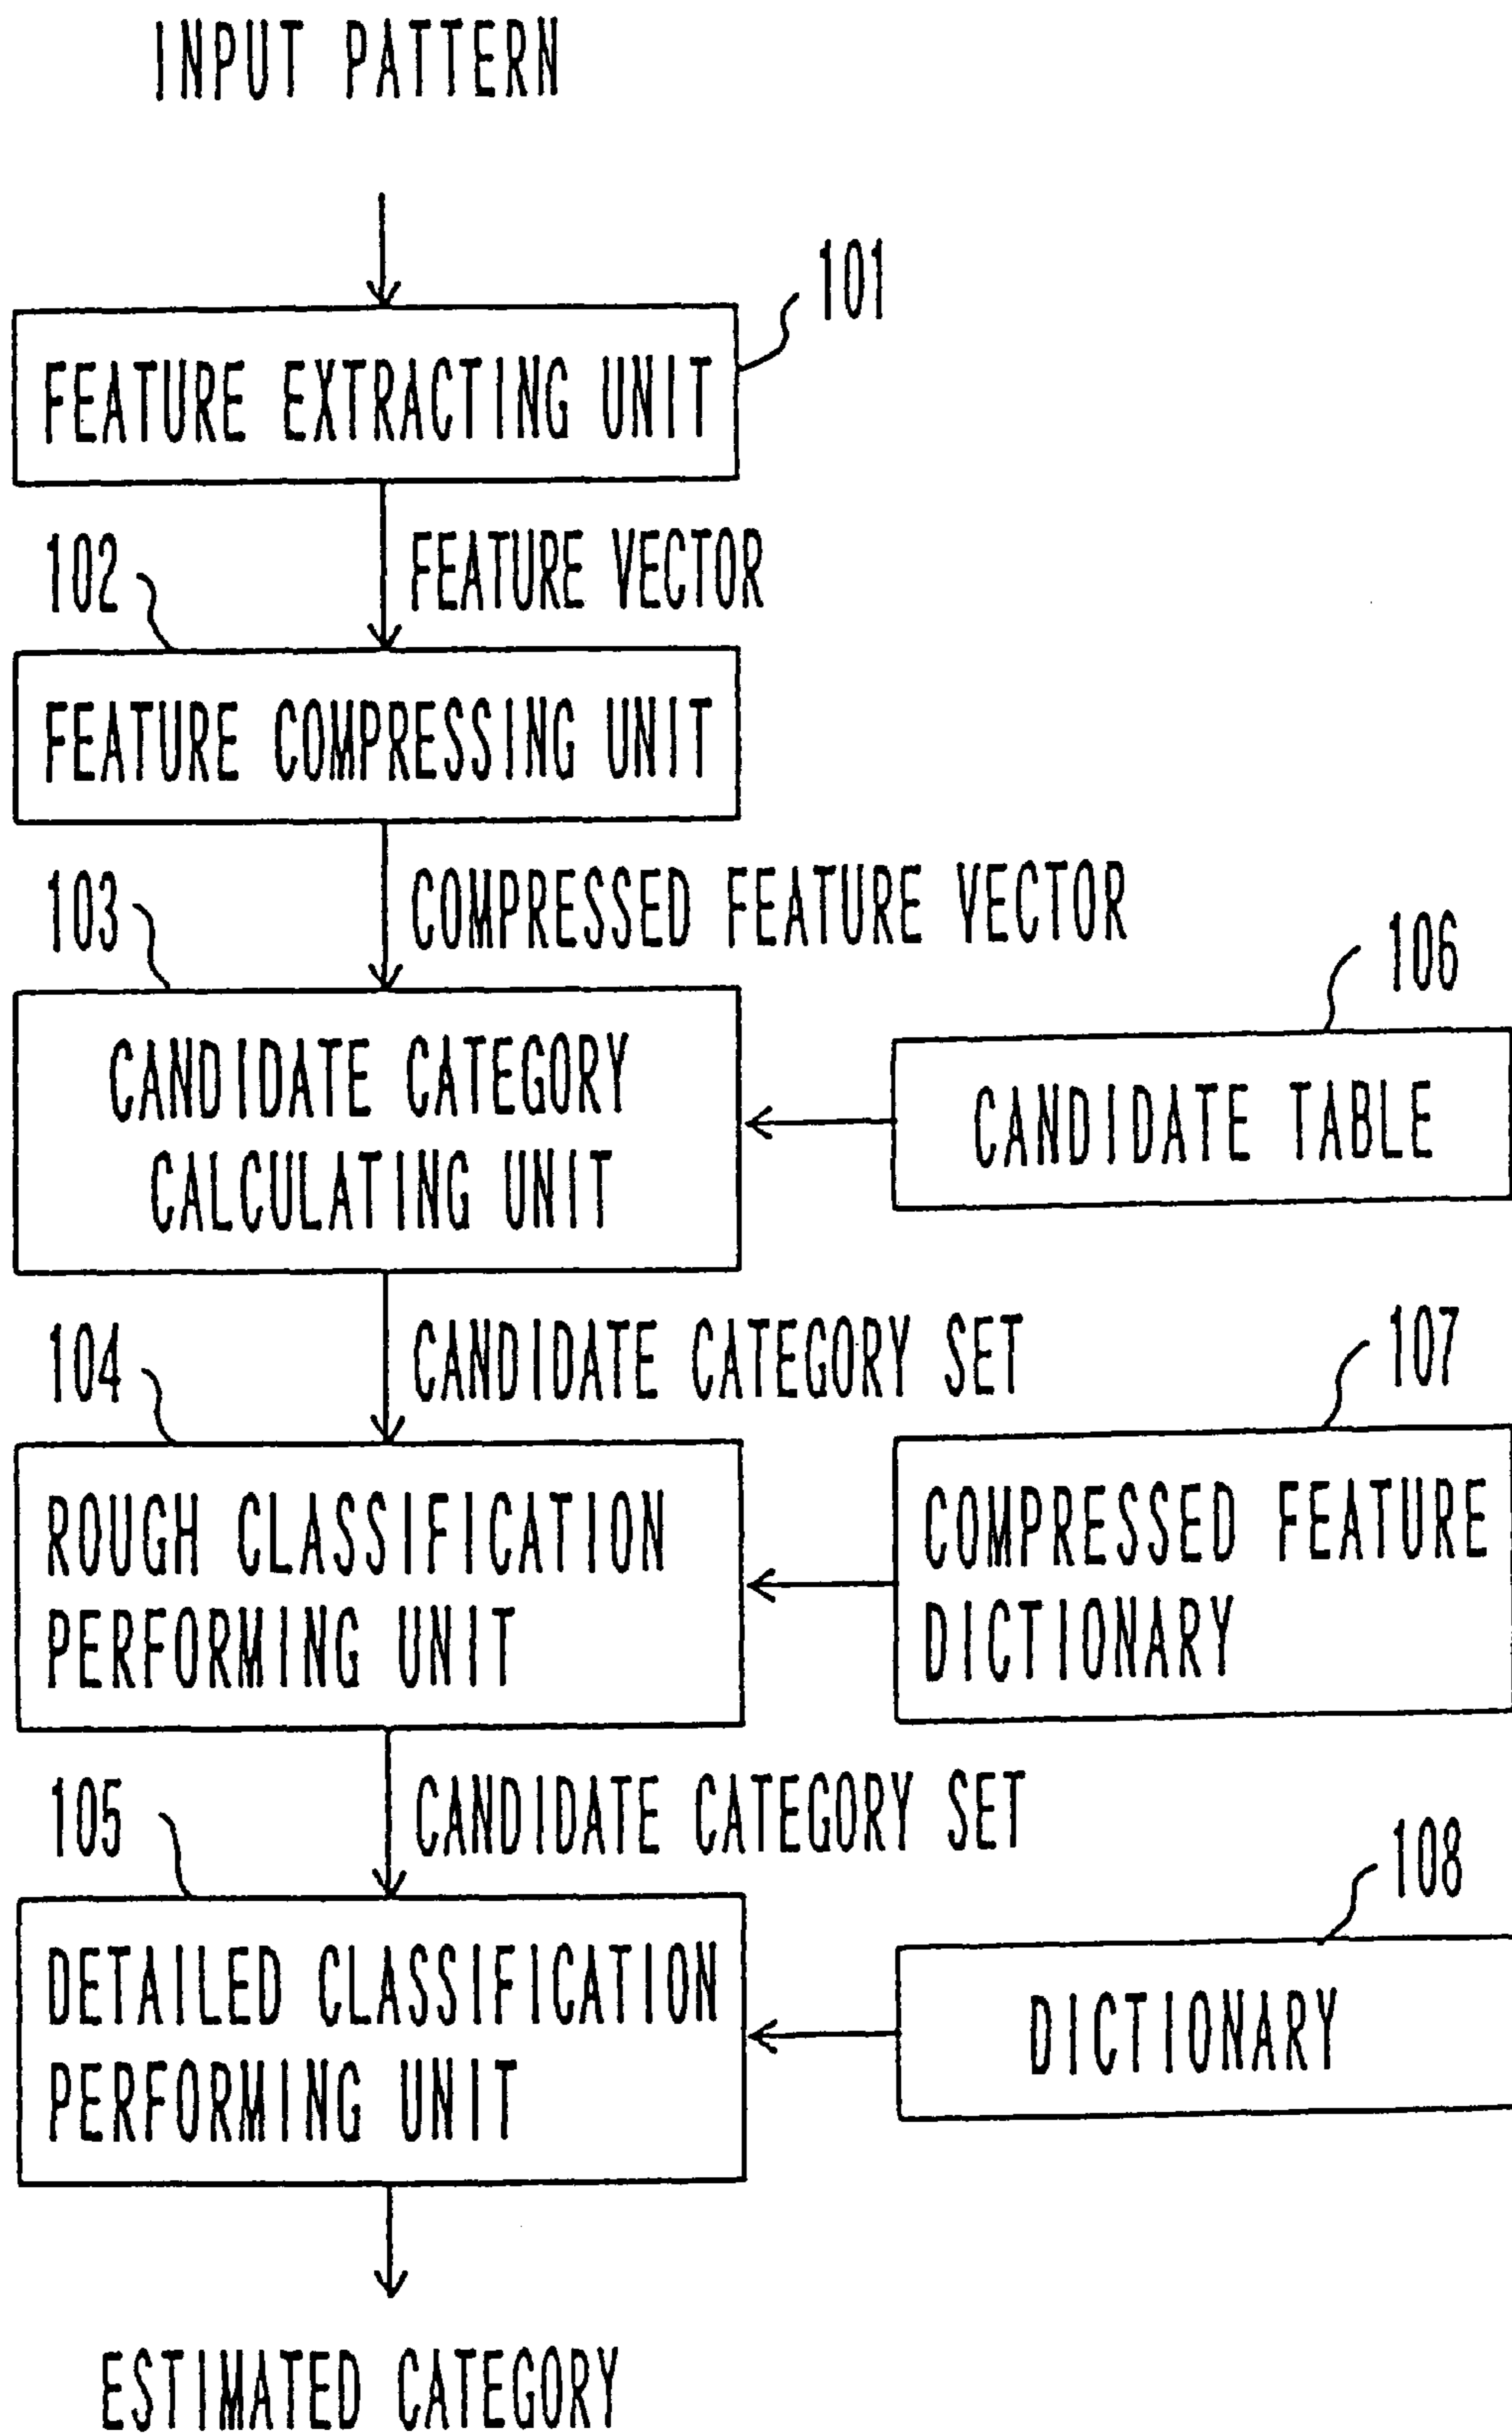 INPUT PATTERN
101
FEATURE EXTRACTING UNIT
102
FEATURE VECTOR
FEATURE COMPRESSING UNIT
103
COMPRESSED FEATURE VECTOR
106
CANDIDATE CATEGORY
CALCULATING UNIT
CANDIDATE TABLE
104
CANDIDATE CATEGORY SET
107
ROUGH CLASSIFICATION
PERFORMING UNIT
COMPRESSED FEATURE
DICTIONARY
105
CANDIDATE CATEGORY SET
108
DETAILED CLASSIFICATION
PERFORMING UNIT
DICTIONARY
ESTIMATED CATEGORY